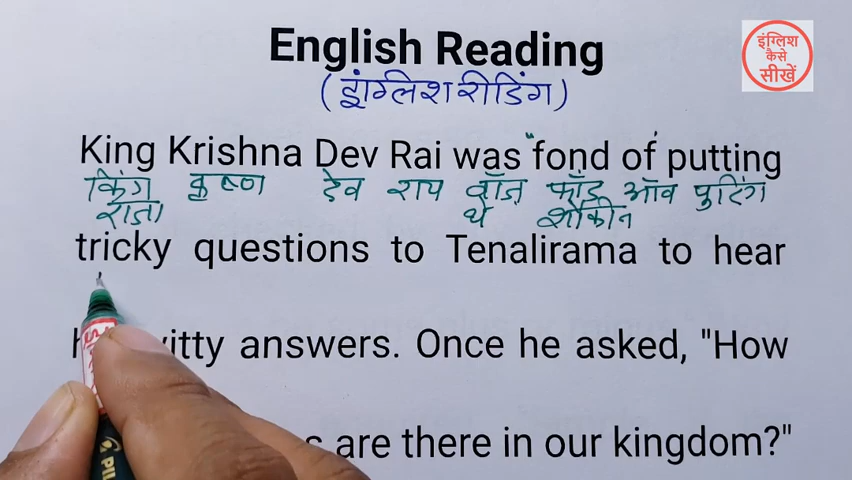 English Reading
(इंग्लिश रीडिंग)
इंग्लिश
कैसे
सीखें
King Krishna Dev Rai was "fond of" putting
किंग कृष्ण देव राय वॉज़ फॉंड ऑव पुटिंग
राजा थे शौकीन
tricky questions to Tenalirama to hear
witty answers. Once he asked, "How
are there in our kingdom?"